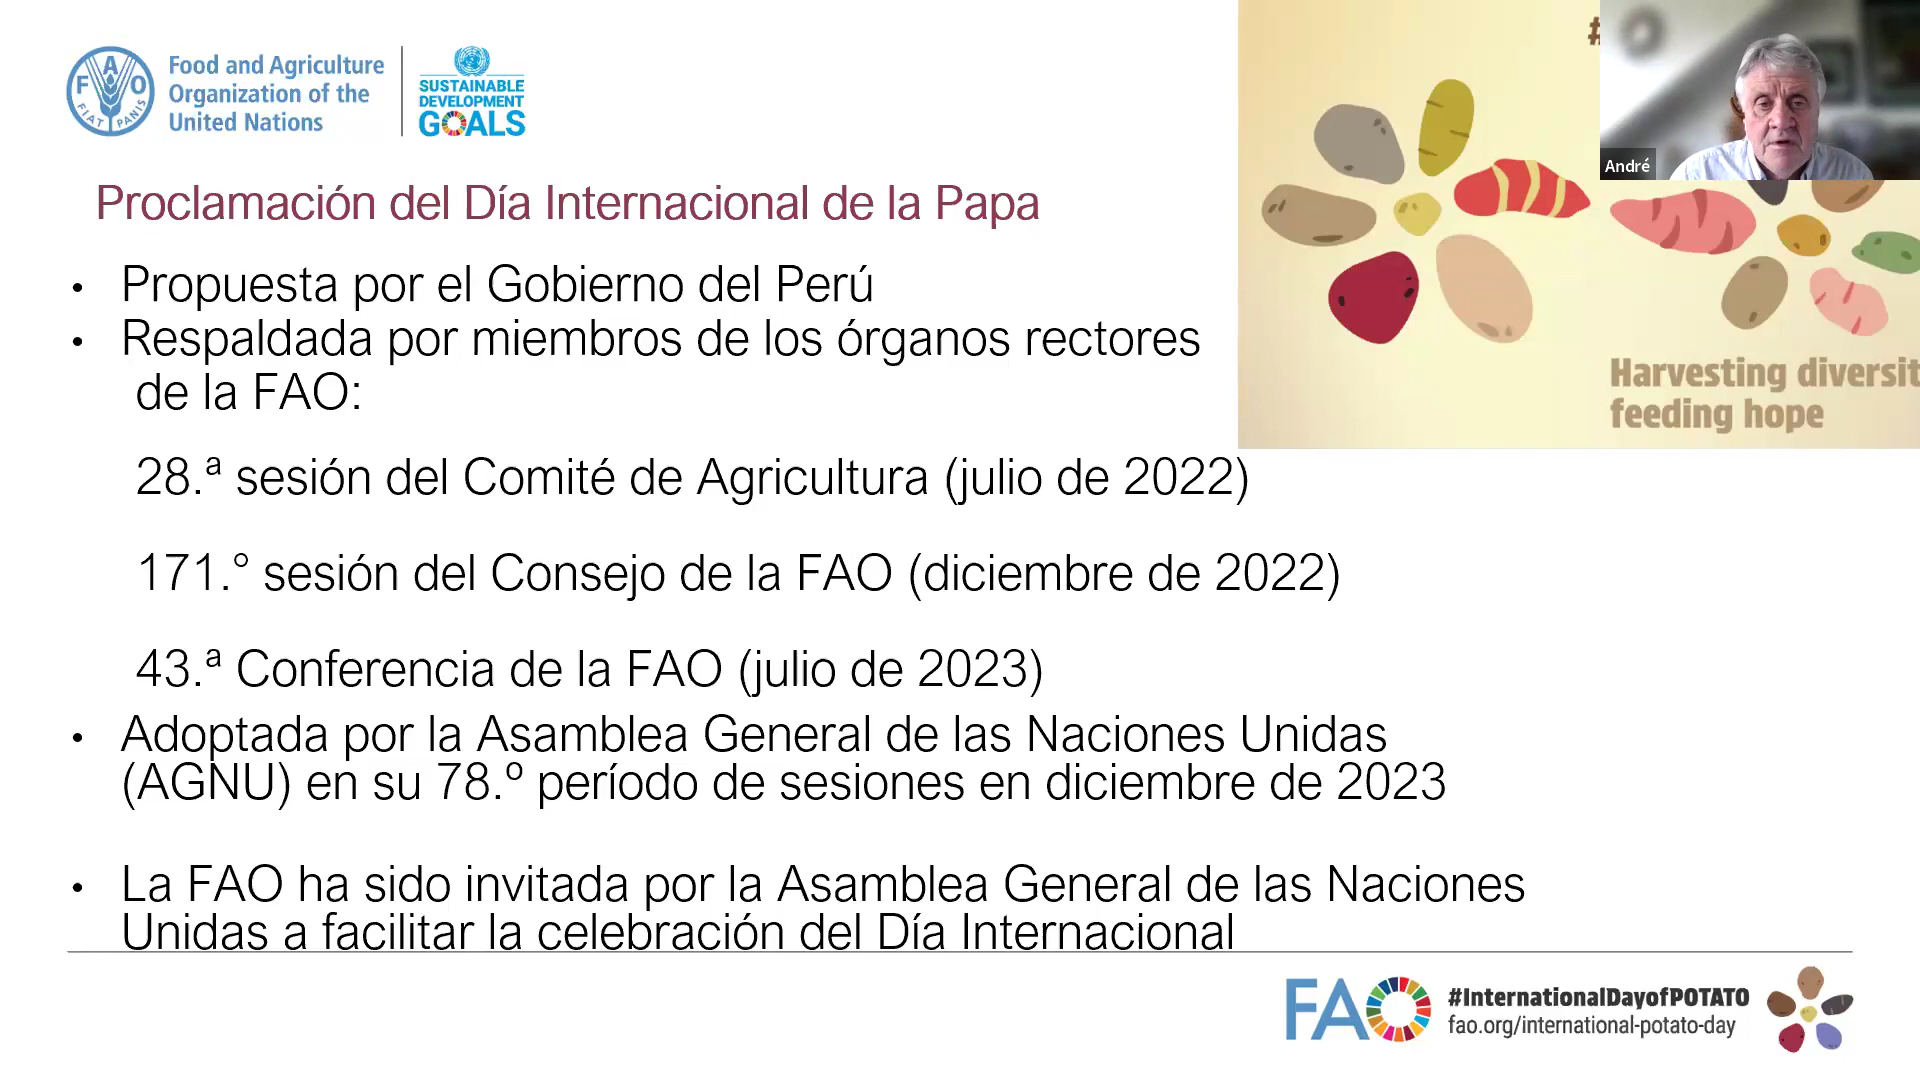 FAO
FIAT PANIS
Food and Agriculture
Organization of the
United Nations
SUSTAINABLE
DEVELOPMENT
GOALS
#
André
Proclamación del Día Internacional de la Papa
• Propuesta por el Gobierno del Perú
• Respaldada por miembros de los órganos rectores
de la FAO:
Harvesting diversit
feeding hope
28.ª sesión del Comité de Agricultura (julio de 2022)
171.° sesión del Consejo de la FAO (diciembre de 2022)
43.ª Conferencia de la FAO (julio de 2023)
• Adoptada por la Asamblea General de las Naciones Unidas
(AGNU) en su 78.º período de sesiones en diciembre de 2023
• La FAO ha sido invitada por la Asamblea General de las Naciones
Unidas a facilitar la celebración del Día Internacional
FAO
#InternationalDayofPOTATO
fao.org/international-potato-day